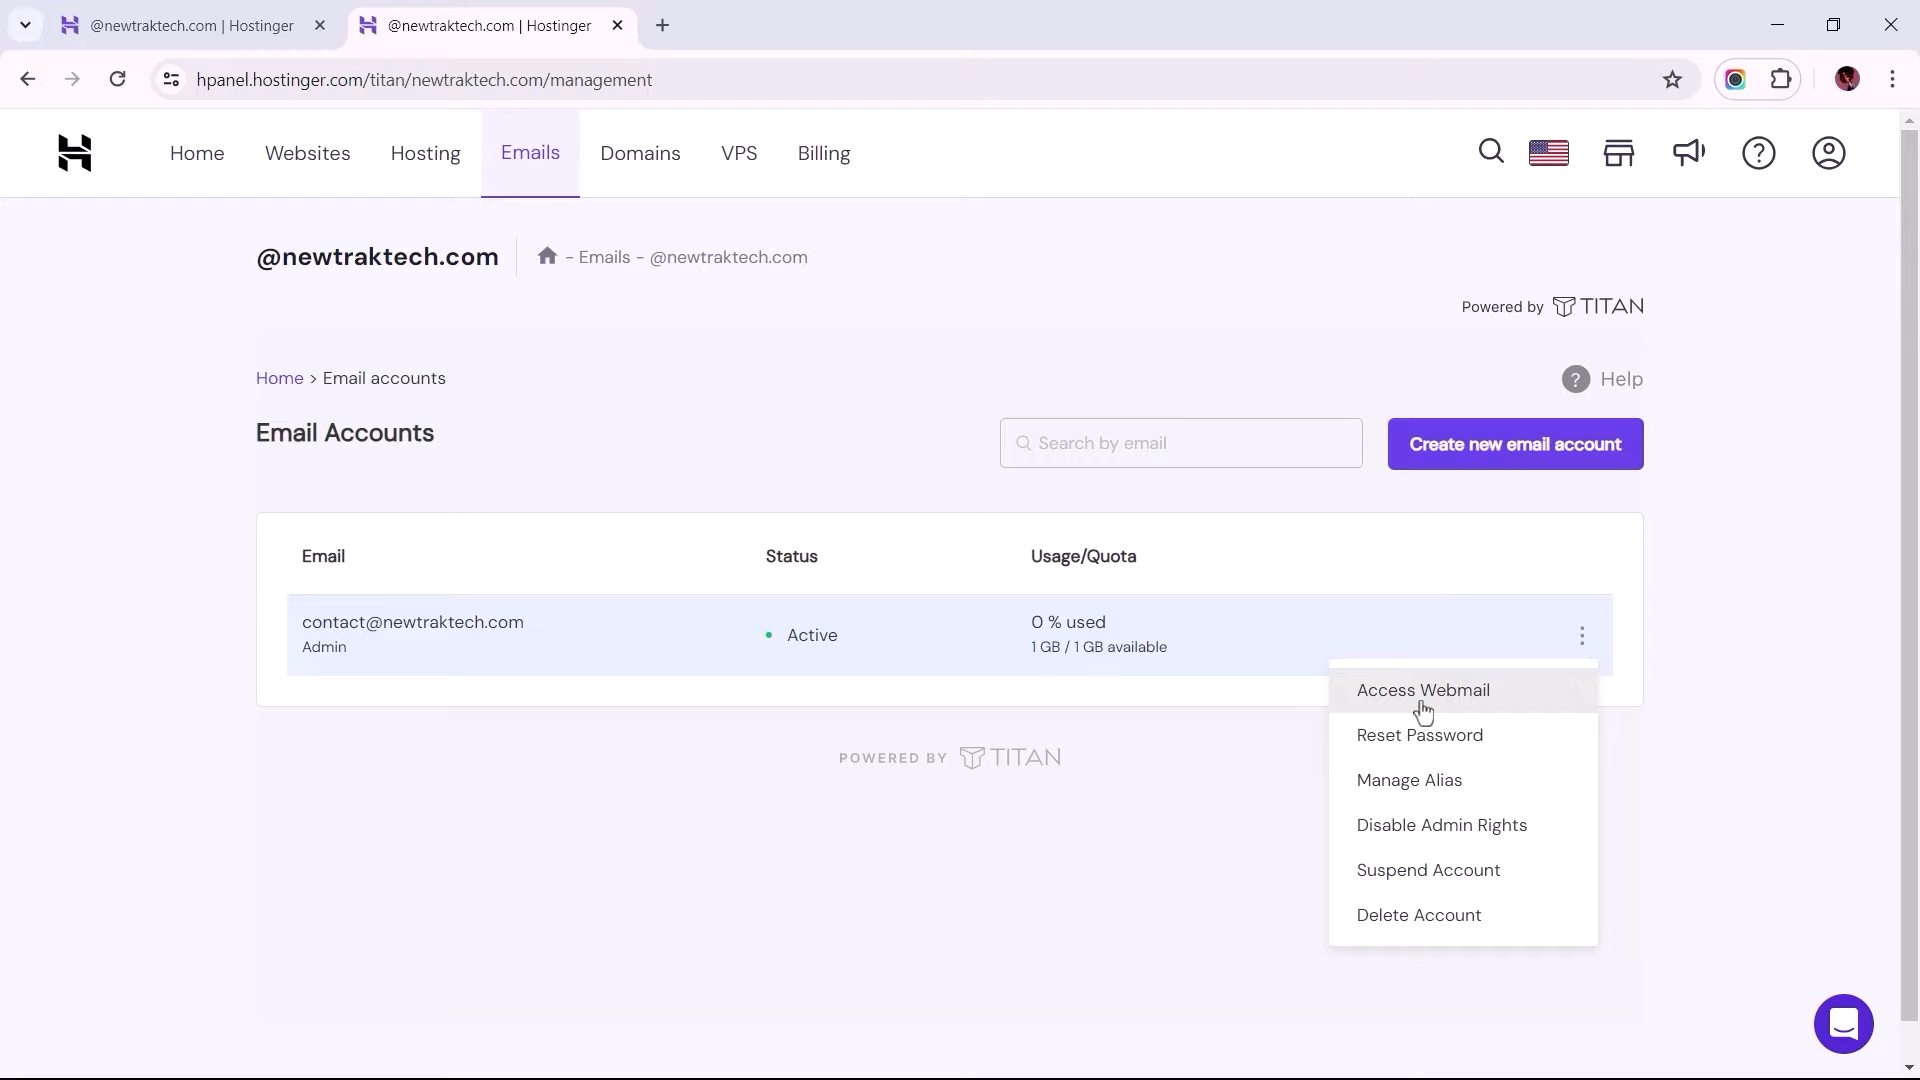 @newtraktech.com | Hostinger
@newtraktech.com | Hostinger
hpanel.hostinger.com/titan/newtraktech.com/management
Home Websites Hosting Emails Domains VPS Billing
@newtraktech.com
- Emails - @newtraktech.com
Powered by TITAN
Home > Email accounts
? Help
Email Accounts
Search by email
Create new email account
Email Status Usage/Quota
contact@newtraktech.com
Admin
Active
0 % used
1 GB / 1 GB available
Access Webmail
Reset Password
Manage Alias
Disable Admin Rights
Suspend Account
Delete Account
POWERED BY TITAN